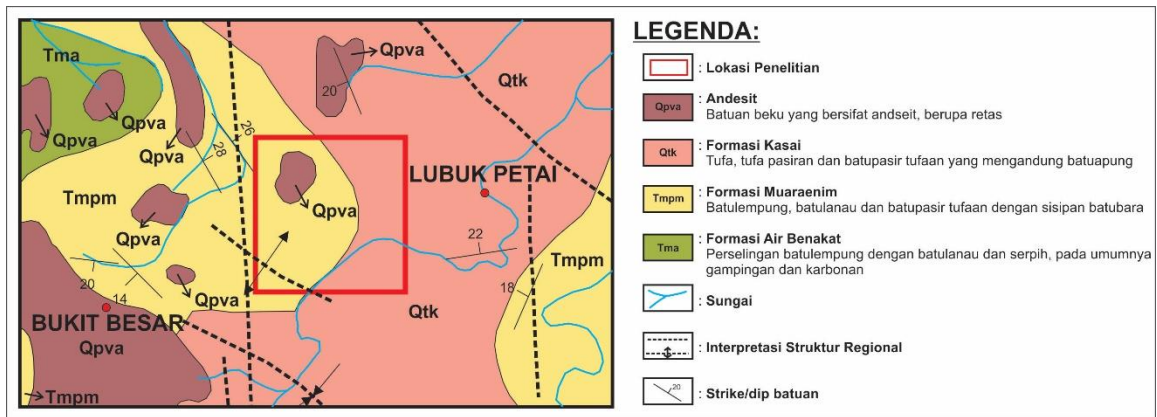 Tma
Qpva
Qtk
20
Qpva
Qpva
26
Qpva
28
LUBUK PETAI
Tmpm
Qpva
Qpva
22
Tmpm
20
14
18
Qpva
BUKIT BESAR
Qtk
Qpva
Tmpm
LEGENDA:
: Lokasi Penelitian
Qpva : Andesit
Batuan beku yang bersifat andseit, berupa retas
Qtk : Formasi Kasai
Tufa, tufa pasiran dan batupasir tufaan yang mengandung batuapung
Tmpm : Formasi Muaraenim
Batulempung, batulanau dan batupasir tufaan dengan sisipan batubara
Tma : Formasi Air Benakat
Perselingan batulempung dengan batulanau dan serpih, pada umumnya
gampingan dan karbonan
: Sungai
: Interpretasi Struktur Regional
20 : Strike/dip batuan